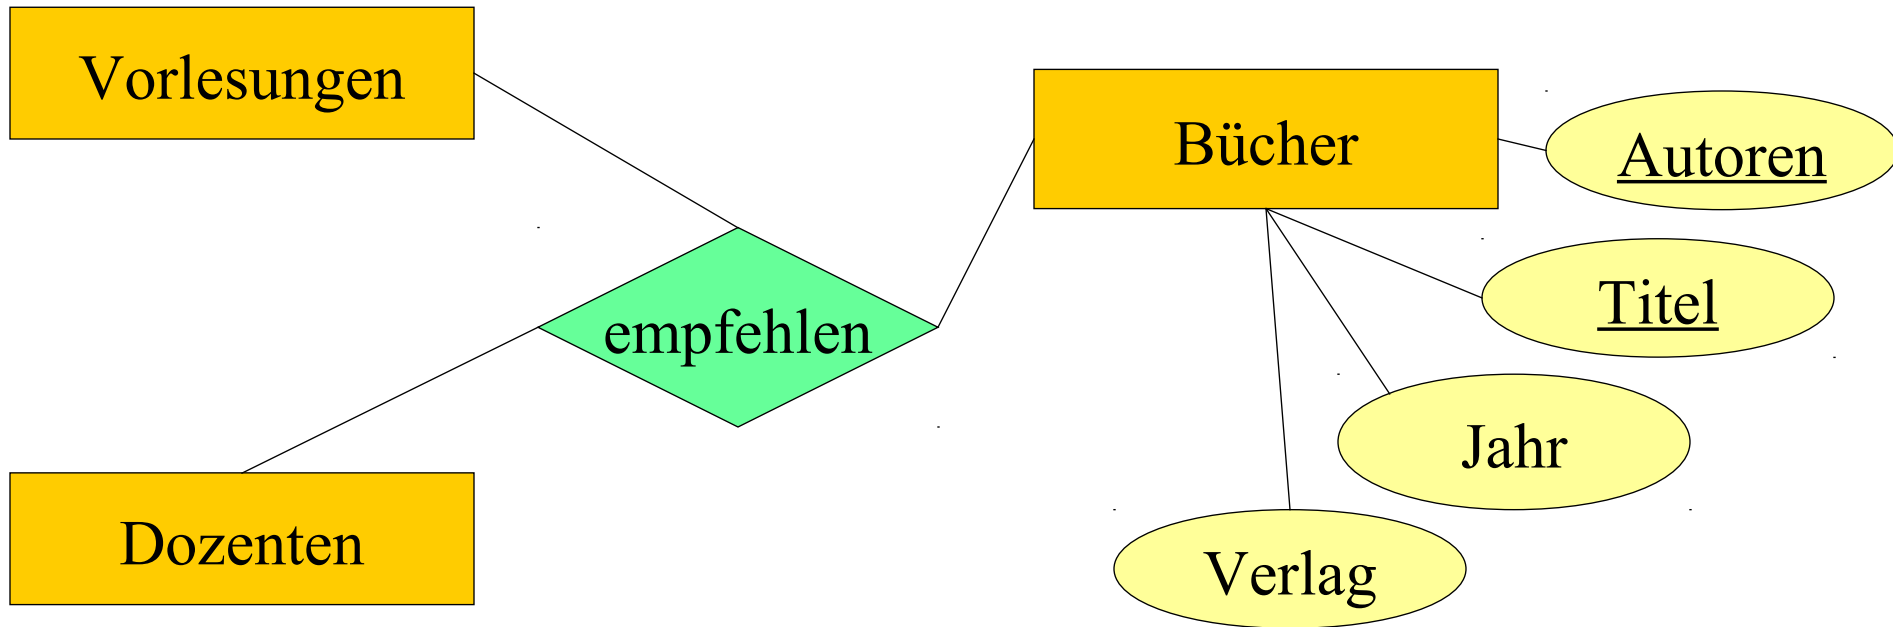 Vorlesungen
Bücher
Autoren
Titel
empfehlen
Jahr
Dozenten
Verlag